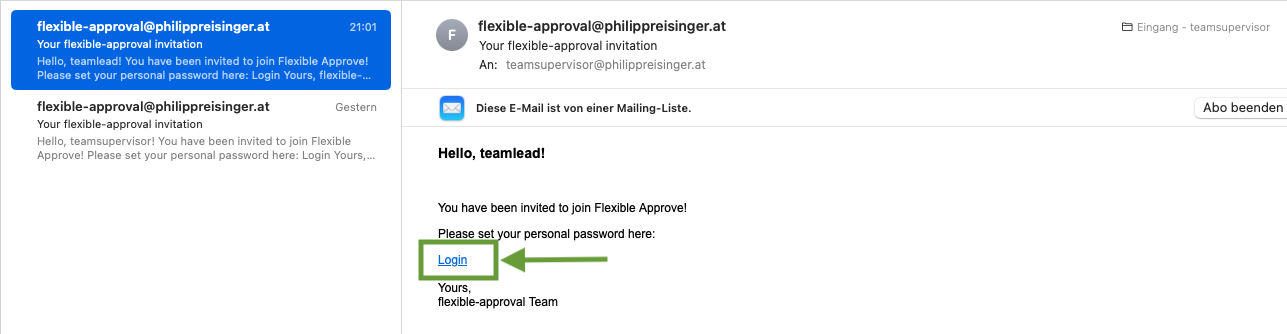 flexible-approval@philippreisinger.at 21:01
Your flexible-approval invitation
Hello, teamlead! You have been invited to join Flexible Approve!
Please set your personal password here: Login Yours, flexible-...
flexible-approval@philippreisinger.at Gestern
Your flexible-approval invitation
Hello, teamsupervisor! You have been invited to join Flexible
Approve! Please set your personal password here: Login Yours,...
F
flexible-approval@philippreisinger.at
Eingang - teamsupervisor
Your flexible-approval invitation
An: teamsupervisor@philippreisinger.at
Diese E-Mail ist von einer Mailing-Liste.
Abo beenden
Hello, teamlead!
You have been invited to join Flexible Approve!
Please set your personal password here:
Login
Yours,
flexible-approval Team